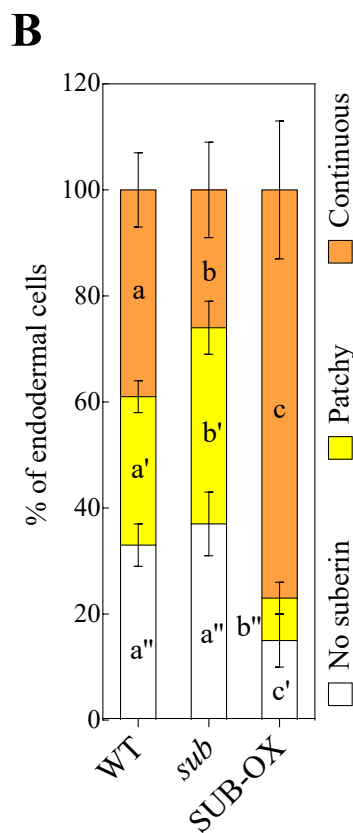 B
% of endodermal cells
120
100
80
60
40
20
0
a
a'
a''
b
b'
a''
c
b''
c'
WT
sub
SUB-OX
Continuous
Patchy
No suberin